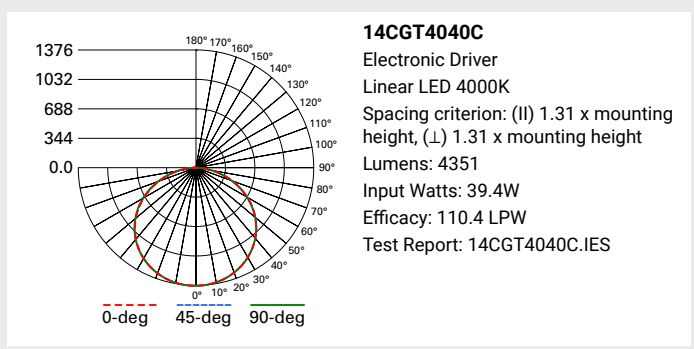 1376
1032
688
344
0.0
180°
170°
160°
150°
140°
130°
120°
110°
100°
90°
80°
70°
60°
50°
40°
30°
20°
10°
0°
0-deg 45-deg 90-deg
14CGT4040C
Electronic Driver
Linear LED 4000K
Spacing criterion: (II) 1.31 x mounting
height, (⊥) 1.31 x mounting height
Lumens: 4351
Input Watts: 39.4W
Efficacy: 110.4 LPW
Test Report: 14CGT4040C.IES